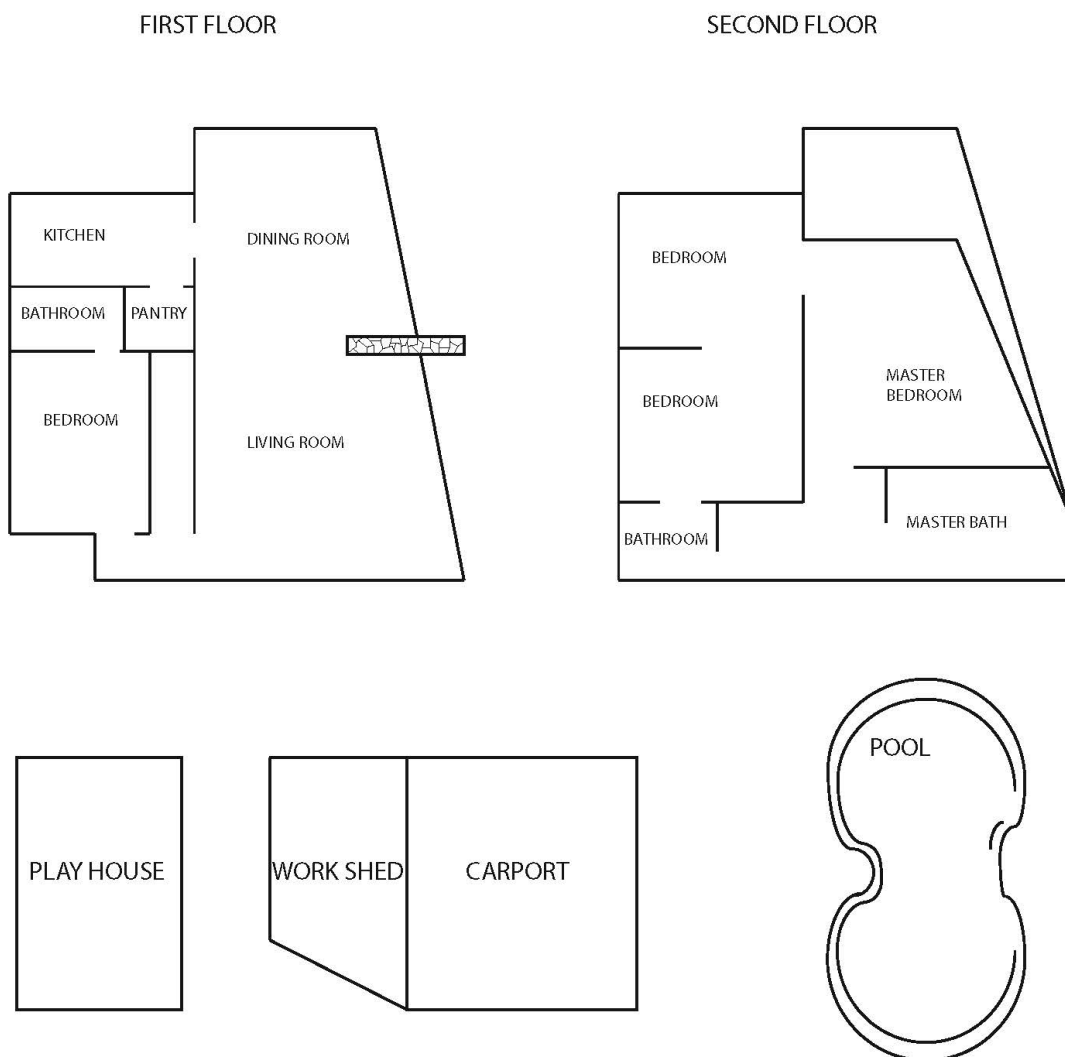 FIRST FLOOR
SECOND FLOOR
KITCHEN
DINING ROOM
BATHROOM
PANTRY
BEDROOM
LIVING ROOM
BEDROOM
BEDROOM
MASTER
BEDROOM
BATHROOM
MASTER BATH
PLAY HOUSE
WORK SHED
CARPORT
POOL